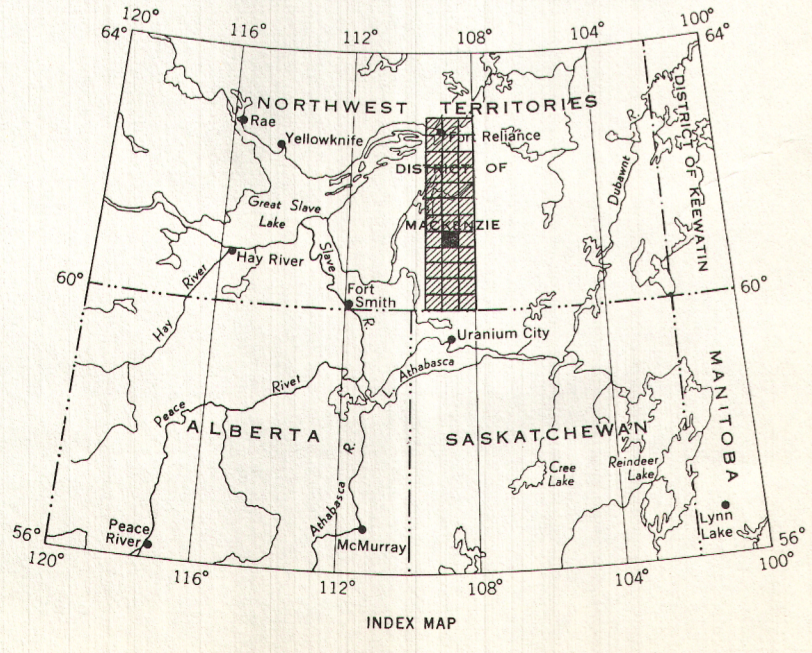 120°
116°
112°
108°
104°
100°
64°
64°
NORTHWEST TERRITORIES
Rae
Yellowknife
Fort Reliance
DISTRICT OF
MACKENZIE
DISTRICT OF KEEWATIN
Dubawnt R.
Great Slave
Lake
Hay River
Slave R.
Fort
Smith
60°
60°
Hay River
Uranium City
L. Athabasca
Peace River
ALBERTA
SASKATCHEWAN
MANITOBA
Athabasca R.
Cree
Lake
Reindeer
Lake
Lynn
Lake
Peace
River
McMurray
56°
56°
120°
116°
112°
108°
104°
100°
INDEX MAP